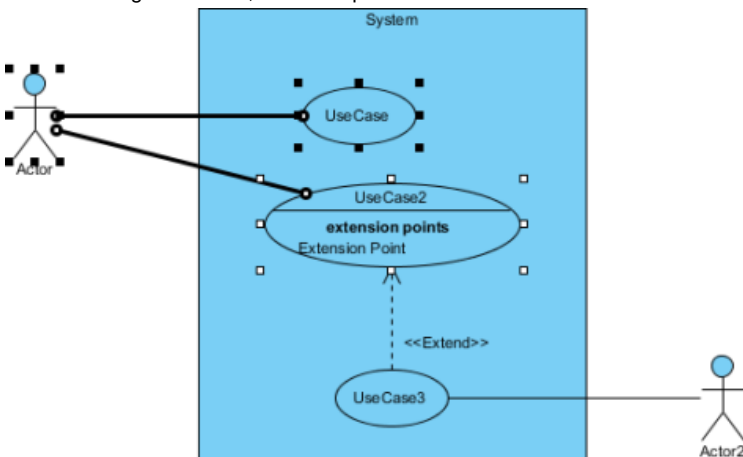 System
UseCase
Actor
UseCase2
extension points
Extension Point
<<Extend>>
UseCase3
Actor2